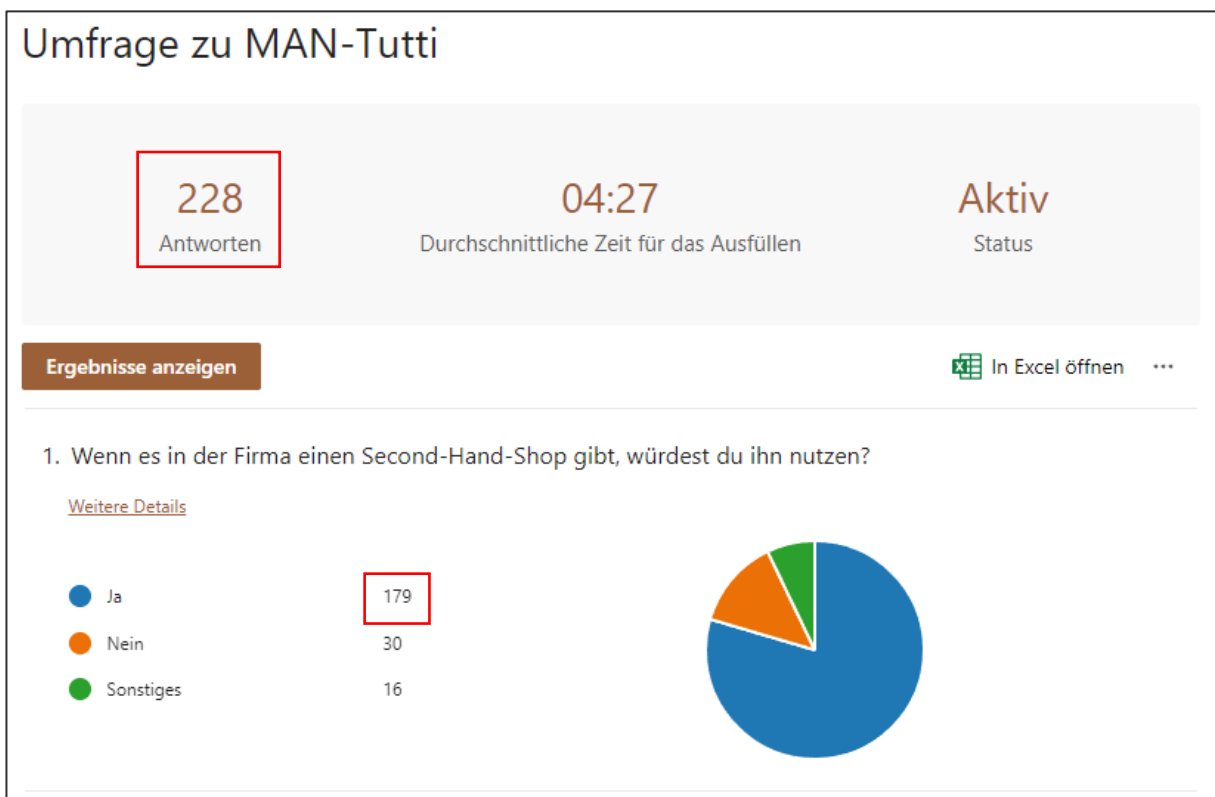 Umfrage zu MAN-Tutti
228
Antworten
04:27
Durchschnittliche Zeit für das Ausfüllen
Aktiv
Status
Ergebnisse anzeigen
In Excel öffnen ...
1. Wenn es in der Firma einen Second-Hand-Shop gibt, würdest du ihn nutzen?
Weitere Details
Ja 179
Nein 30
Sonstiges 16